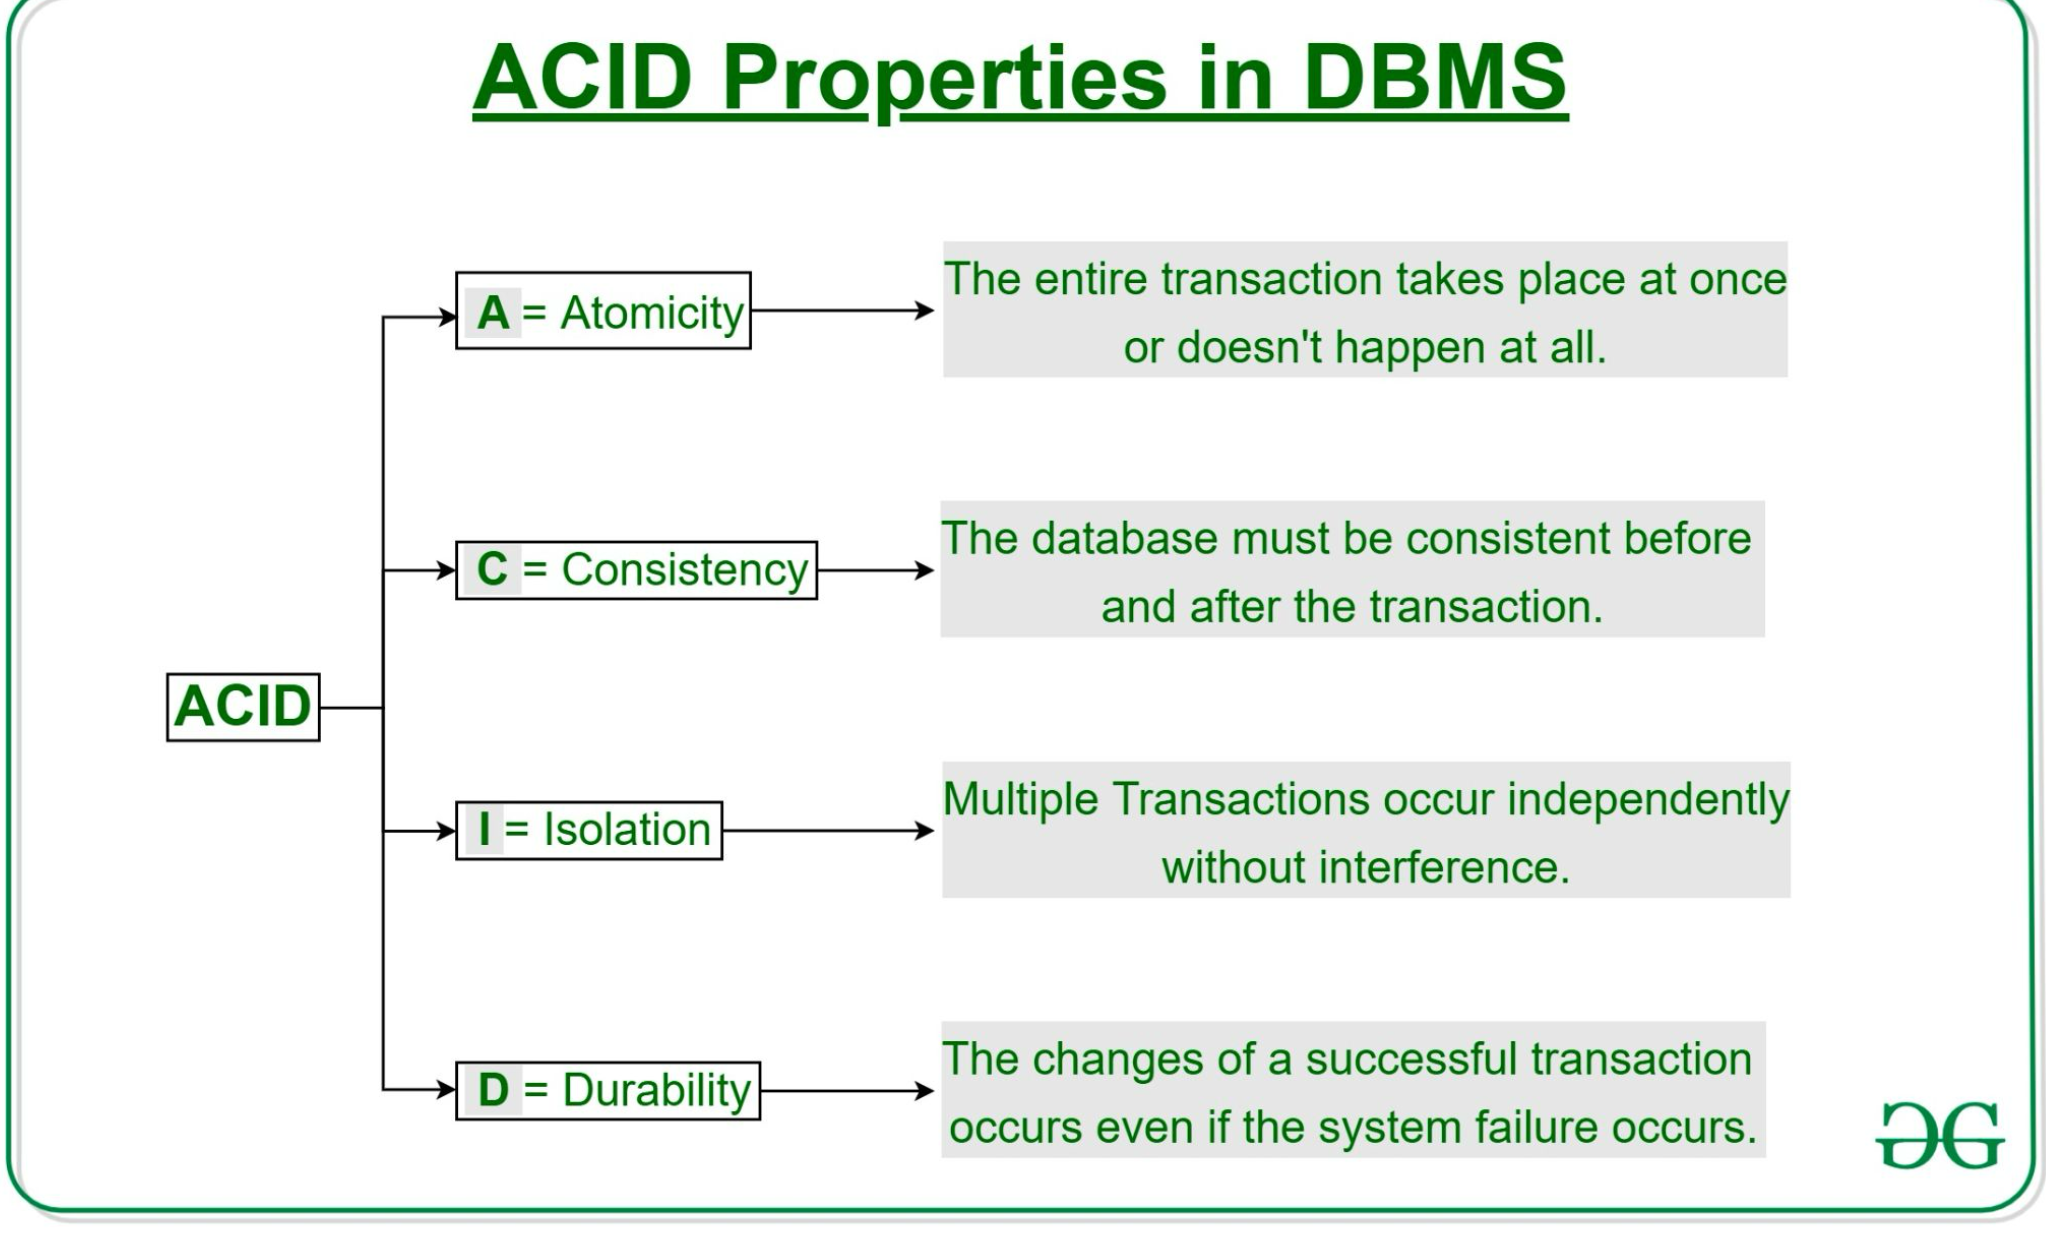 ACID Properties in DBMS
ACID
A = Atomicity
The entire transaction takes place at once
or doesn't happen at all.
C = Consistency
The database must be consistent before
and after the transaction.
I = Isolation
Multiple Transactions occur independently
without interference.
D = Durability
The changes of a successful transaction
occurs even if the system failure occurs.